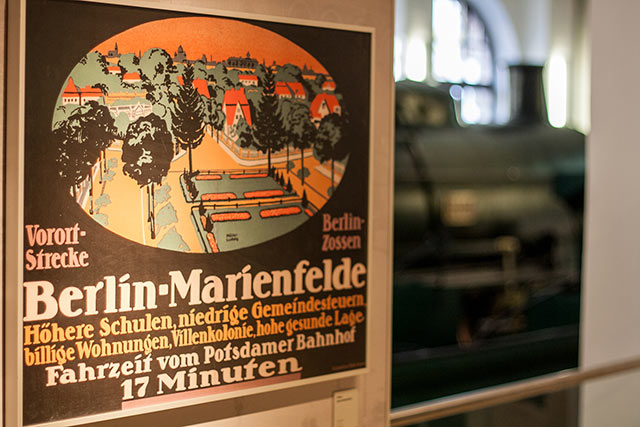 Vorort-
Strecke
Berlin-
Zossen
Berlin-Marienfelde
Höhere Schulen, niedrige Gemeindesteuern,
billige Wohnungen, Villenkolonie, hohe gesunde Lage.
Fahrzeit vom Potsdamer Bahnhof
17 Minuten